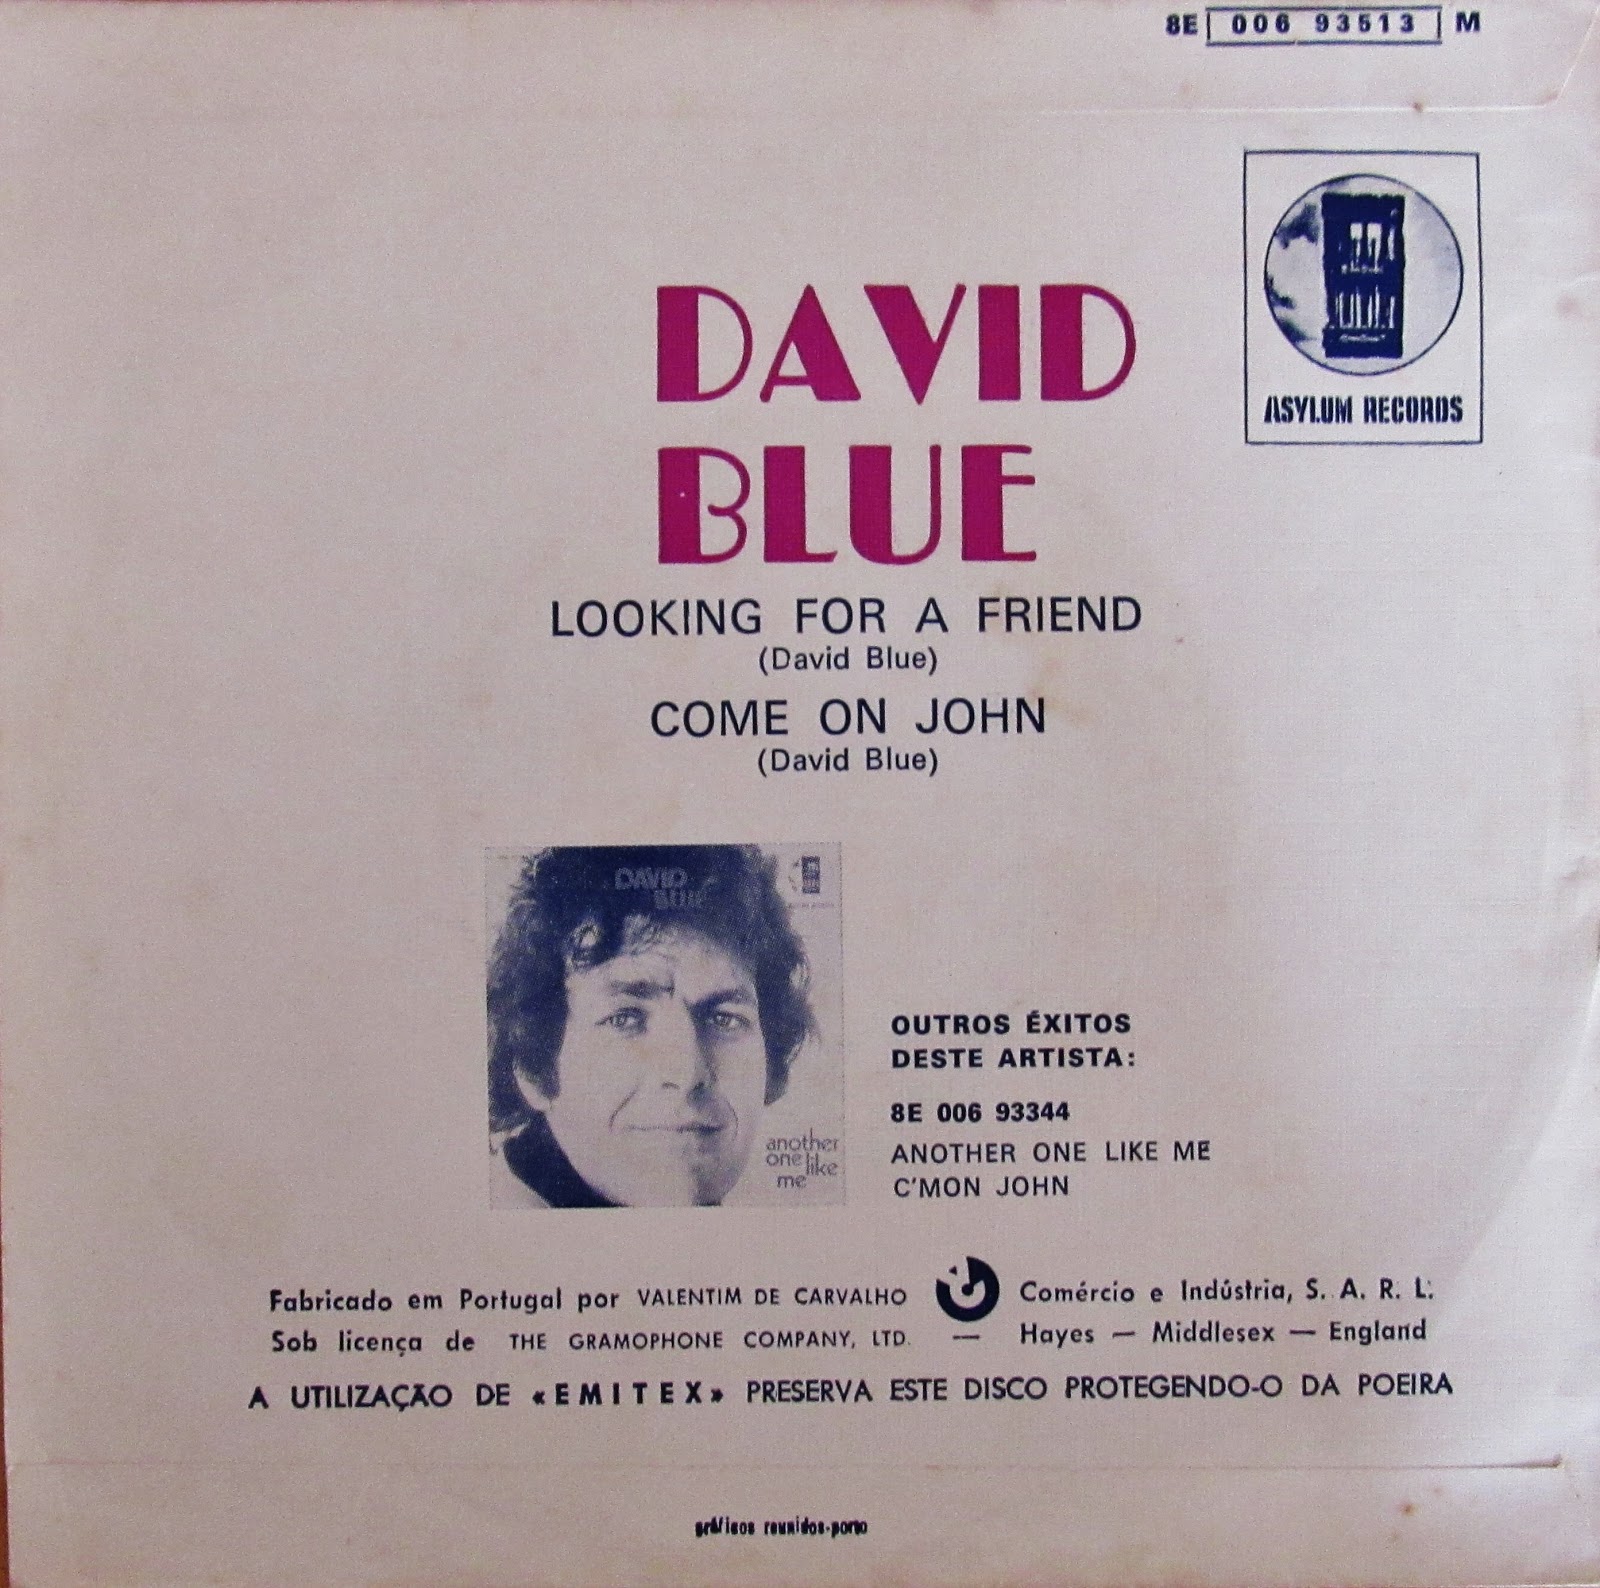 8E 006 93513 M
ASYLUM RECORDS
DAVID
BLUE
LOOKING FOR A FRIEND
(David Blue)
COME ON JOHN
(David Blue)
DAVID
BLUE
another
one like
me
OUTROS ÉXITOS
DESTE ARTISTA:
8E 006 93344
ANOTHER ONE LIKE ME
C'MON JOHN
Fabricado em Portugal por VALENTIM DE CARVALHO Comércio e Indústria, S. A. R. L.
Sob licença de THE GRAMOPHONE COMPANY, LTD. — Hayes — Middlesex — England
A UTILIZAÇÃO DE «EMITEX» PRESERVA ESTE DISCO PROTEGENDO-O DA POEIRA
gráficos reunidos-porto